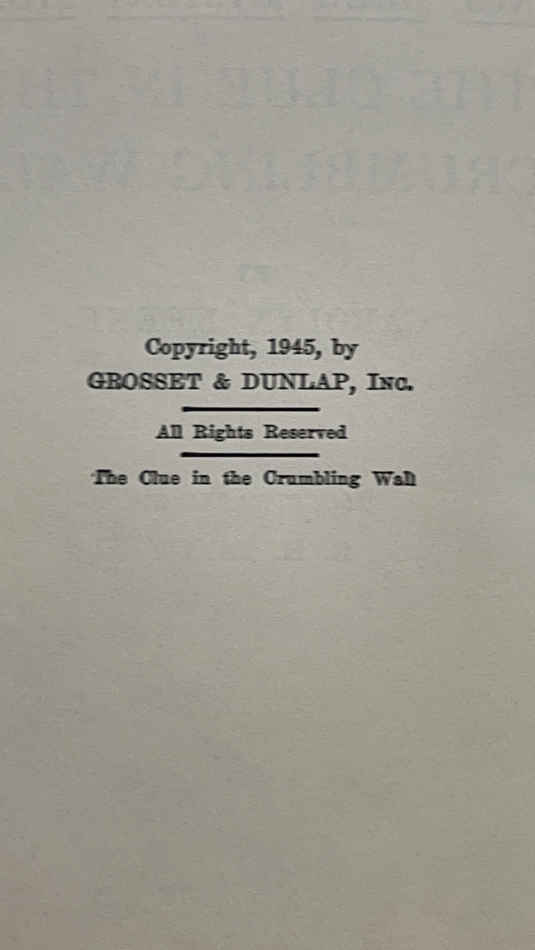 Copyright, 1945, by
GROSSET & DUNLAP, INC.
All Rights Reserved
The Clue in the Crumbling Wall